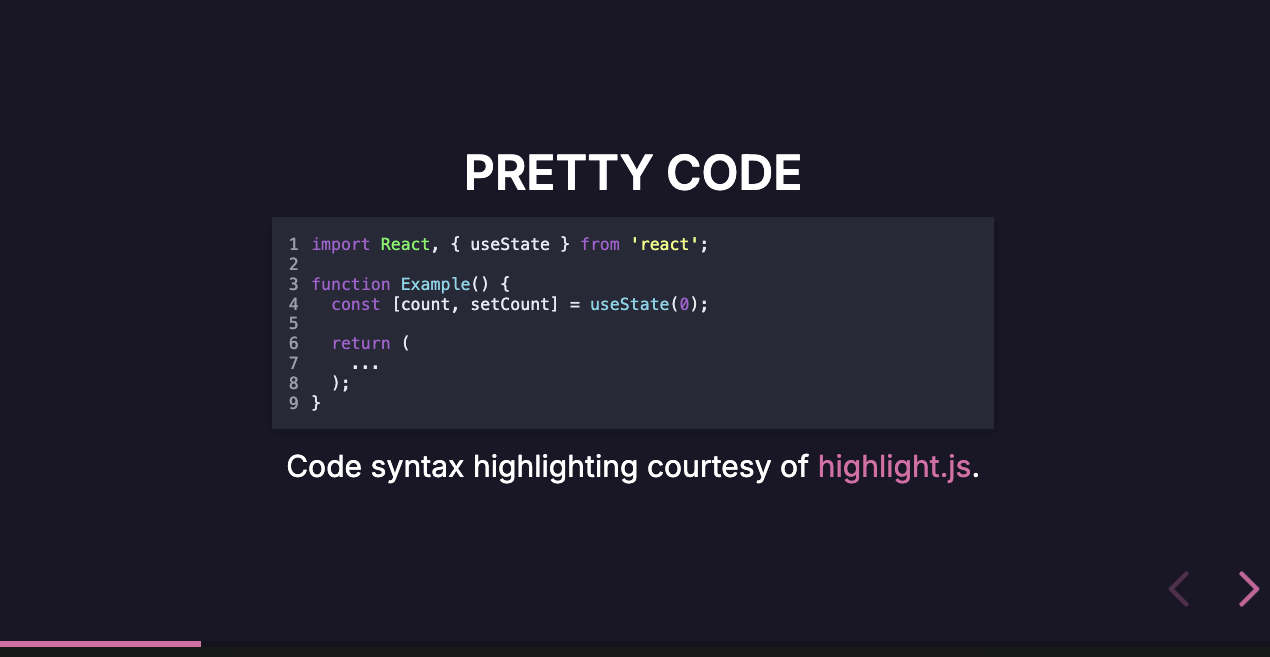 PRETTY CODE
1 import React, { useState } from 'react';
2
3 function Example() {
4   const [count, setCount] = useState(0);
5
6   return (
7     ...
8   );
9 }
Code syntax highlighting courtesy of highlight.js.